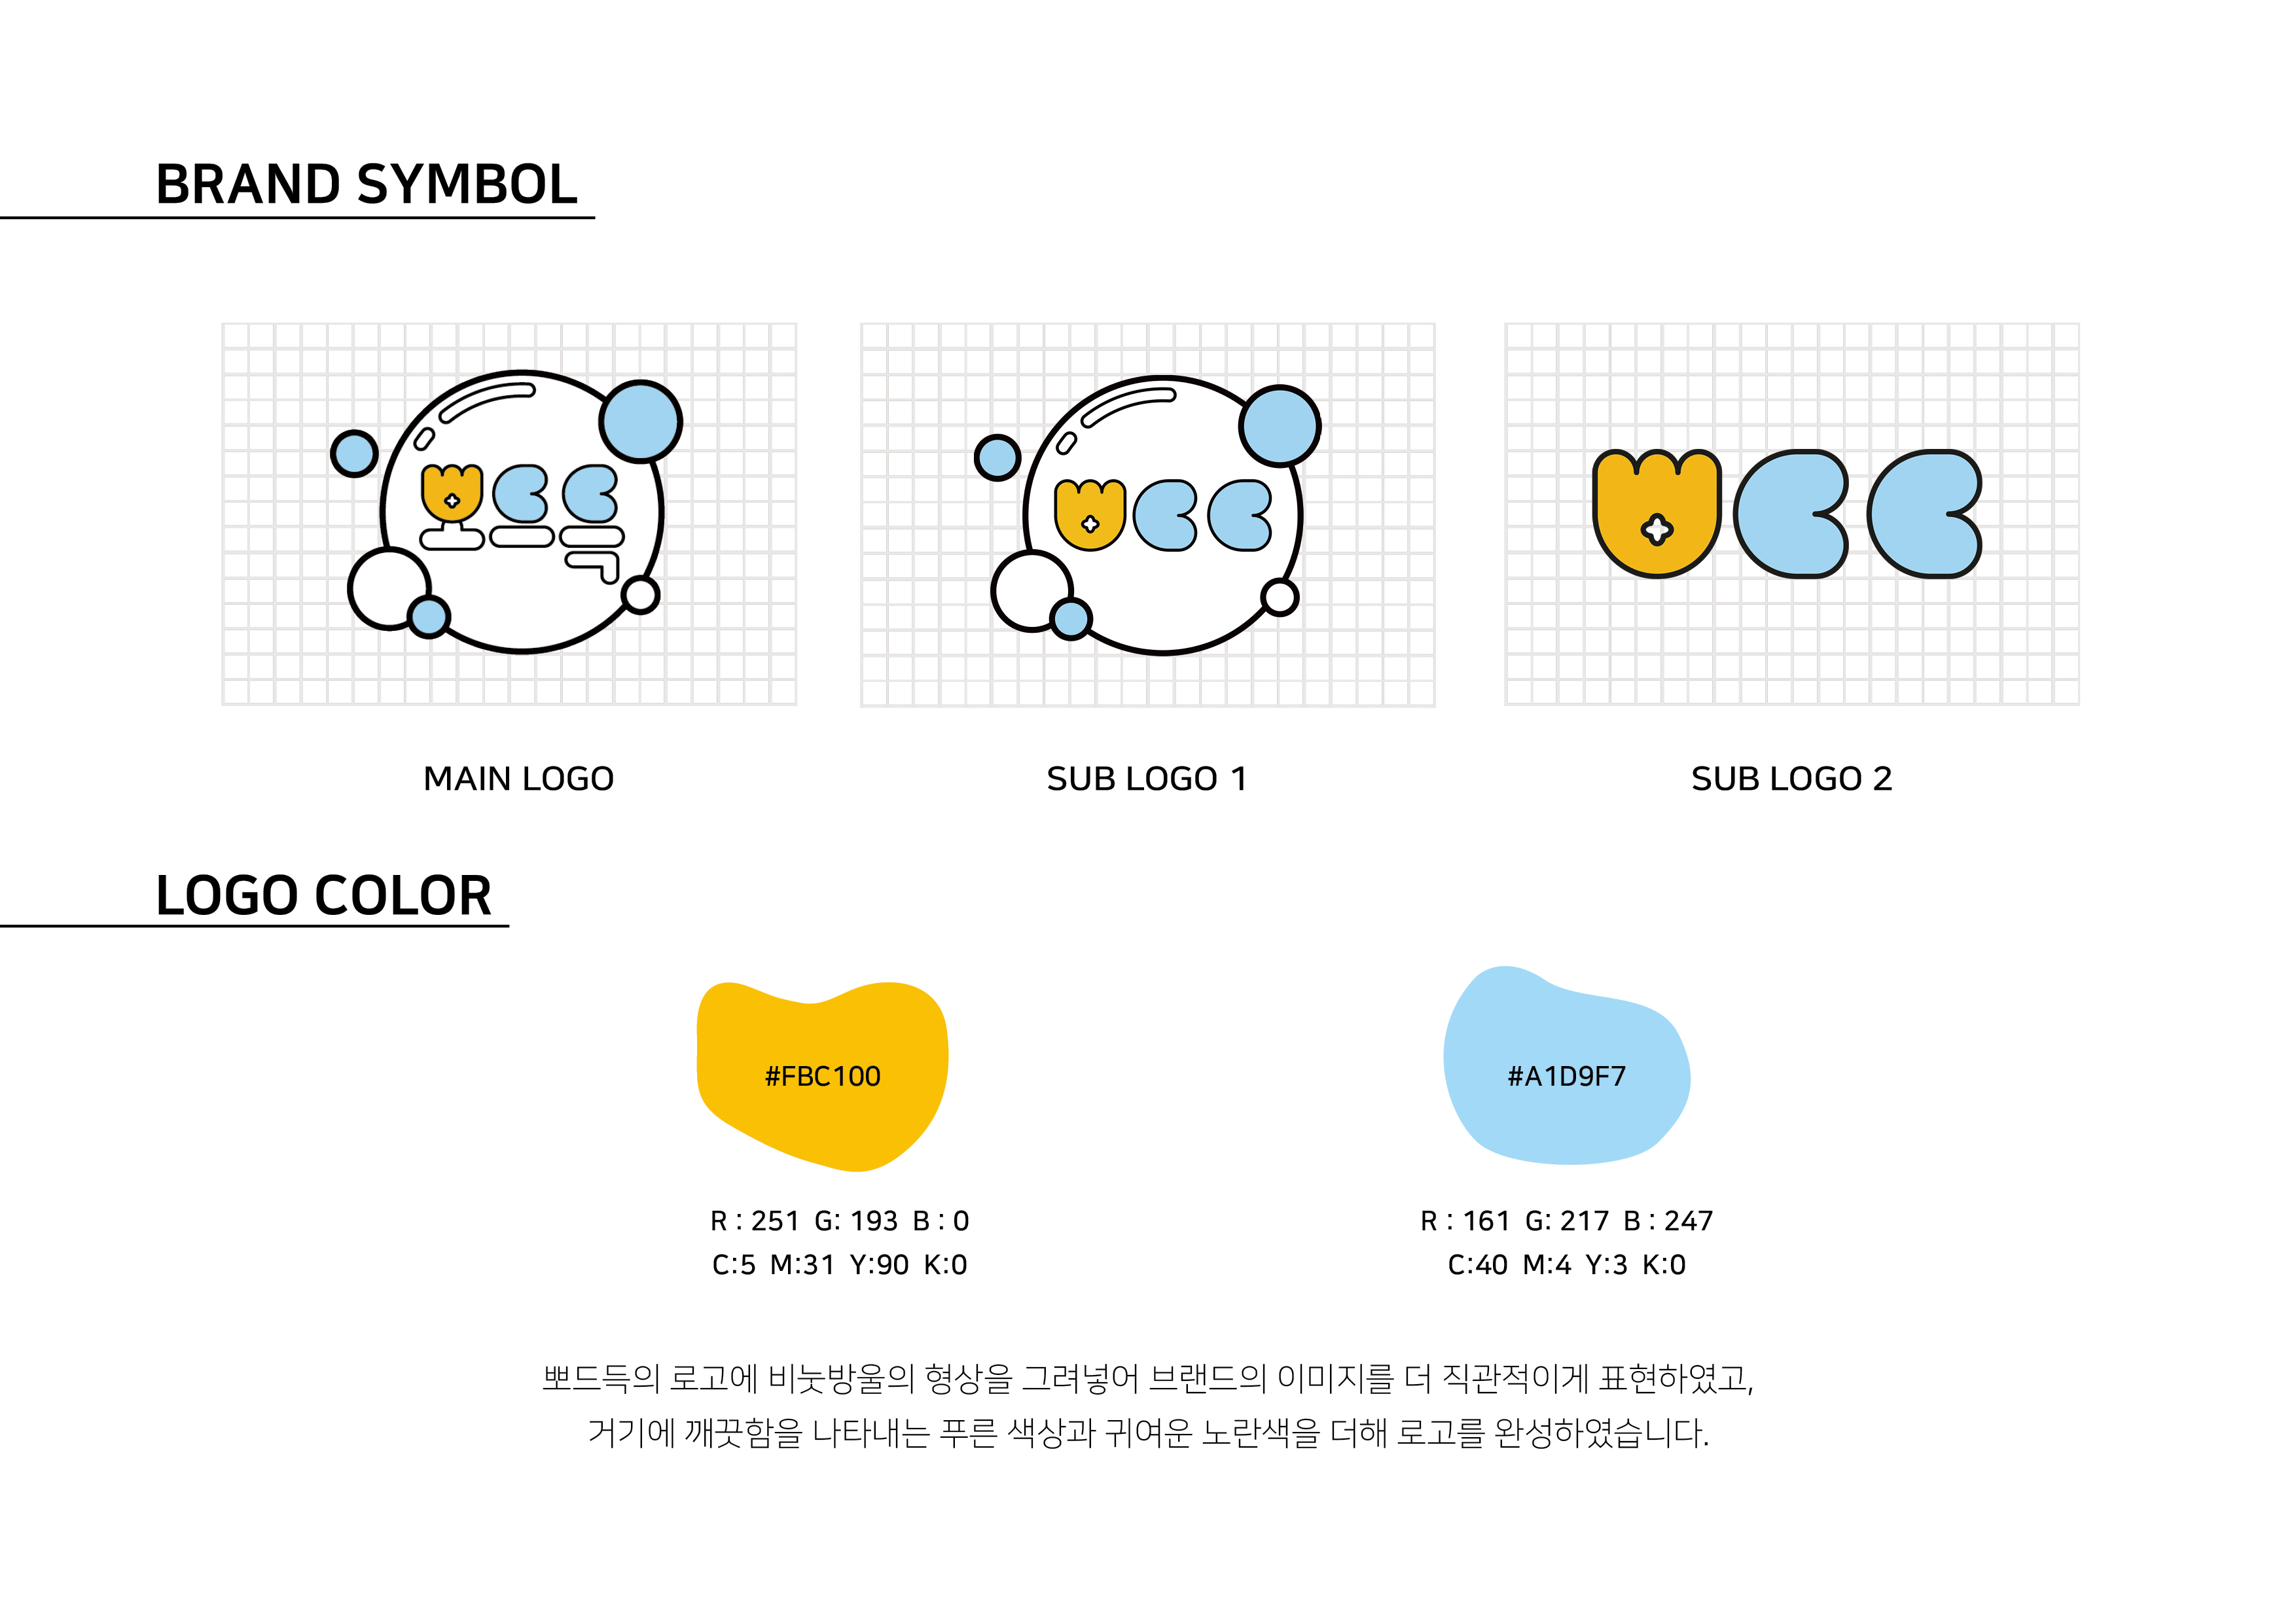 BRAND SYMBOL
뽀드득
ㅃㄷㄷ
ㅃㄷㄷ
MAIN LOGO
SUB LOGO 1
SUB LOGO 2
LOGO COLOR
#FBC100
#A1D9F7
R : 251 G: 193 B : 0
R : 161 G: 217 B : 247
C:5 M:31 Y:90 K:0
C:40 M:4 Y:3 K:0
뽀드득의 로고에 비눗방울의 형상을 그려넣어 브랜드의 이미지를 더 직관적이게 표현하였고,
거기에 깨끗함을 나타내는 푸른 색상과 귀여운 노란색을 더해 로고를 완성하였습니다.